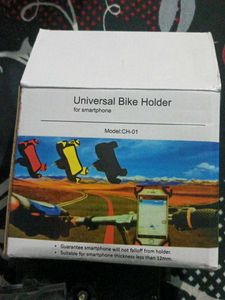 Universal Bike Holder
for smartphone
Model:CH-01
• Guarantee smartphone will not falloff from holder.
• Suitable for smartphone thickness less than 12mm.